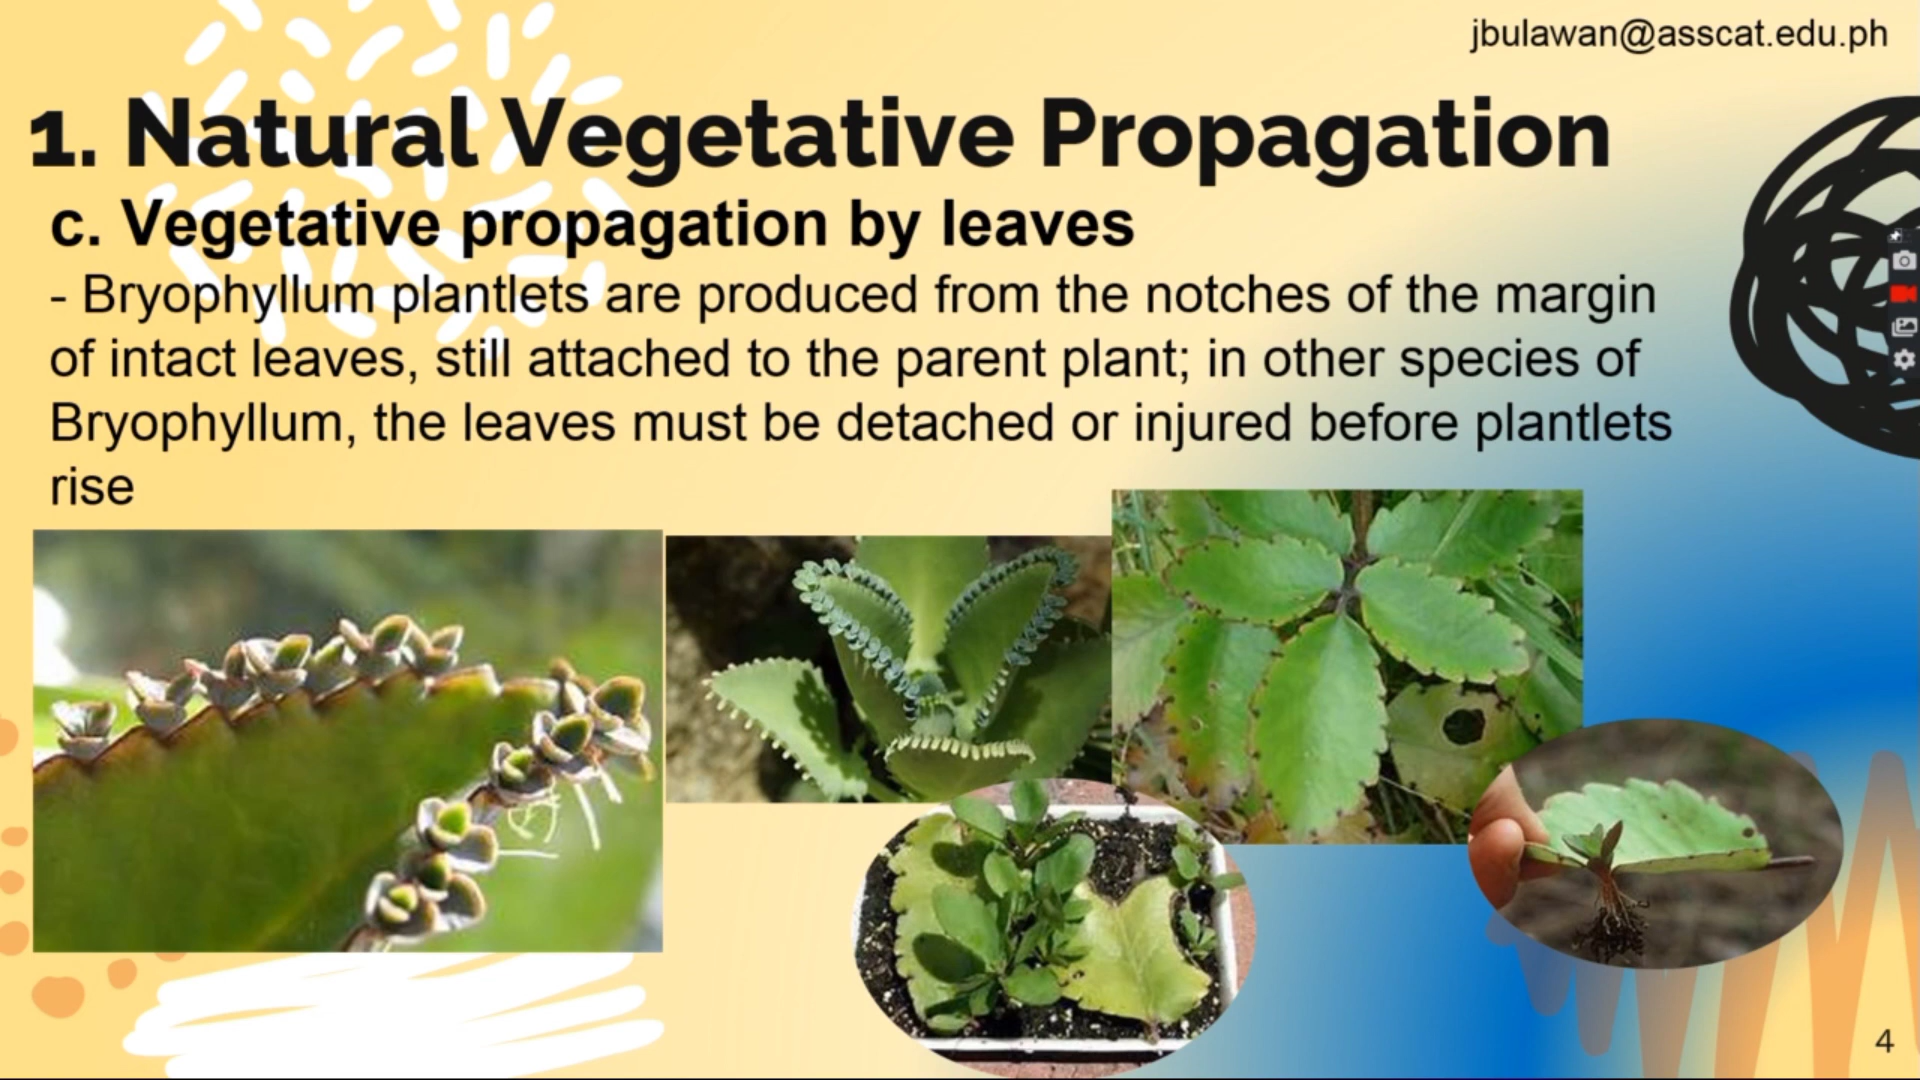 jbulawan@asscat.edu.ph
1. Natural Vegetative Propagation
c. Vegetative propagation by leaves
- Bryophyllum plantlets are produced from the notches of the margin
of intact leaves, still attached to the parent plant; in other species of
Bryophyllum, the leaves must be detached or injured before plantlets
rise
4